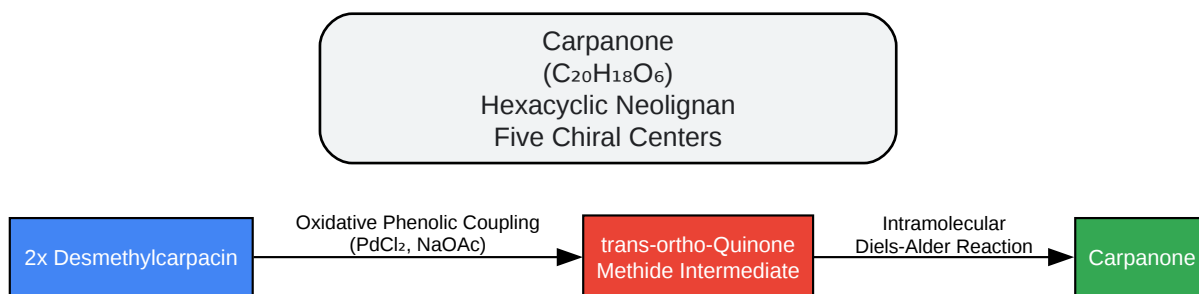 Carpanone
(C₂₀H₁₈O₆)
Hexacyclic Neolignan
Five Chiral Centers
2x Desmethylcarpacin
Oxidative Phenolic Coupling
(PdCl₂, NaOAc)
trans-ortho-Quinone
Methide Intermediate
Intramolecular
Diels-Alder Reaction
Carpanone